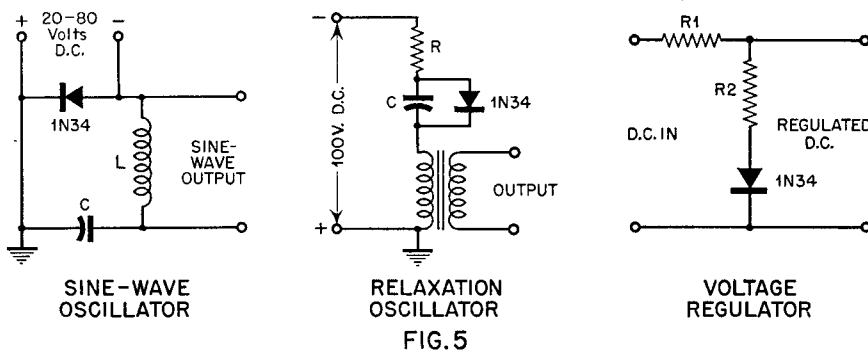 + 20-80 −
Volts
D.C.
1N34
L
SINE-
WAVE
OUTPUT
C
SINE-WAVE
OSCILLATOR
−
R
C
1N34
100V. D.C.
OUTPUT
+
RELAXATION
OSCILLATOR
R1
R2
D.C. IN
REGULATED
D.C.
1N34
VOLTAGE
REGULATOR
FIG. 5